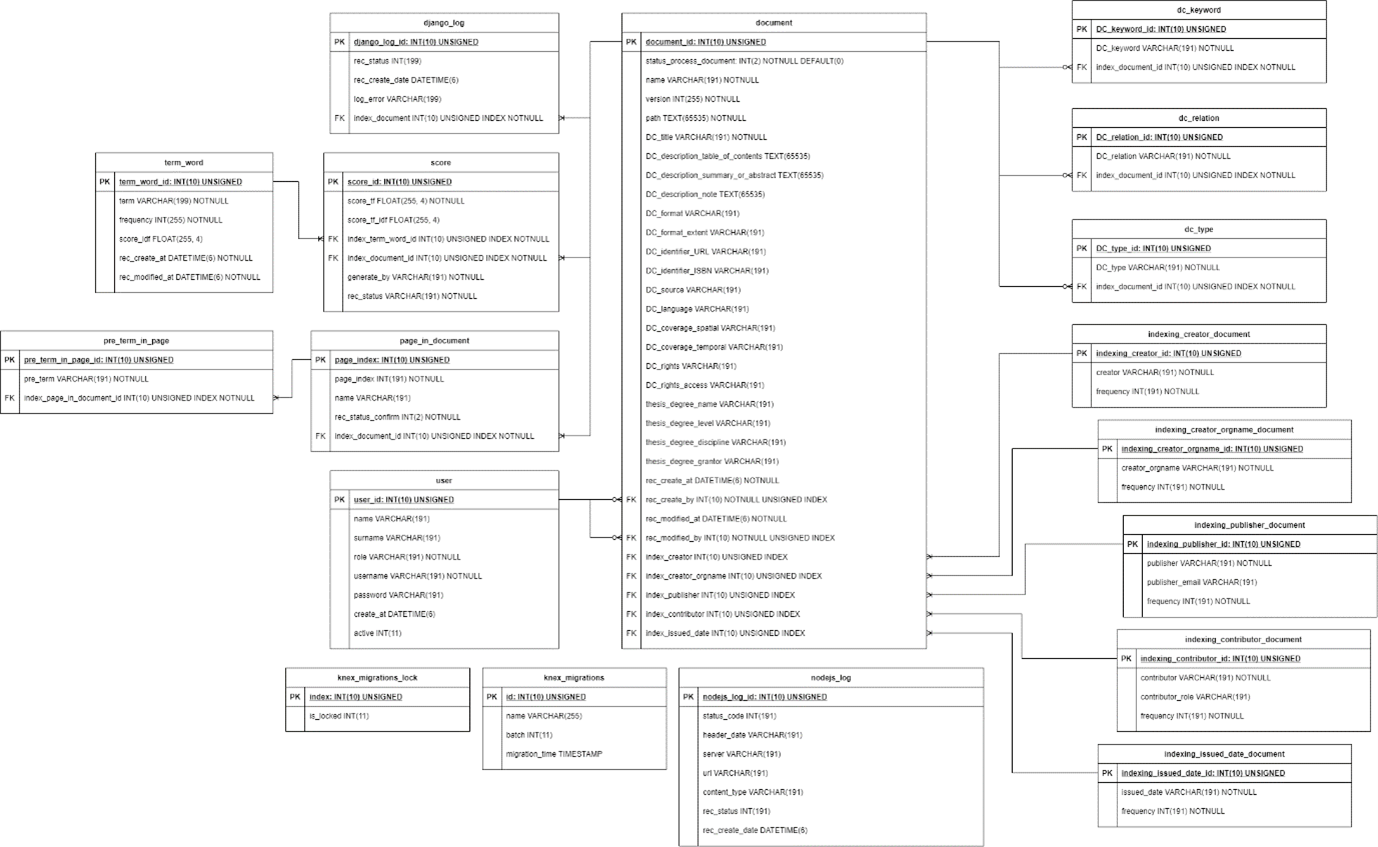 django_log
PK django_log_id: INT(10) UNSIGNED
rec_status INT(199)
rec_create_date DATETIME(6)
log_error VARCHAR(199)
FK index_document INT(10) UNSIGNED INDEX NOTNULL
term_word
PK term_word_id: INT(10) UNSIGNED
term VARCHAR(199) NOTNULL
frequency INT(255) NOTNULL
score_idf FLOAT(255, 4)
rec_create_at DATETIME(6) NOTNULL
rec_modified_at DATETIME(6) NOTNULL
score
PK score_id: INT(10) UNSIGNED
score_tf FLOAT(255, 4) NOTNULL
score_tf_idf FLOAT(255, 4)
FK index_term_word_id INT(10) UNSIGNED INDEX NOTNULL
FK index_document_id INT(10) UNSIGNED INDEX NOTNULL
generate_by VARCHAR(191) NOTNULL
rec_status VARCHAR(191) NOTNULL
pre_term_in_page
PK pre_term_in_page_id: INT(10) UNSIGNED
pre_term VARCHAR(191) NOTNULL
FK index_page_in_document_id INT(10) UNSIGNED INDEX NOTNULL
page_in_document
PK page_index: INT(10) UNSIGNED
page_index INT(191) NOTNULL
name VARCHAR(191)
rec_status_confirm INT(2) NOTNULL
FK index_document_id INT(10) UNSIGNED INDEX NOTNULL
user
PK user_id: INT(10) UNSIGNED
name VARCHAR(191)
surname VARCHAR(191)
role VARCHAR(191) NOTNULL
username VARCHAR(191) NOTNULL
password VARCHAR(191)
create_at DATETIME(6)
active INT(11)
document
PK document_id: INT(10) UNSIGNED
status_process_document: INT(2) NOTNULL DEFAULT(0)
name VARCHAR(191) NOTNULL
version INT(255) NOTNULL
path TEXT(65535) NOTNULL
DC_title VARCHAR(191) NOTNULL
DC_description_table_of_contents TEXT(65535)
DC_description_summary_or_abstract TEXT(65535)
DC_description_note TEXT(65535)
DC_format VARCHAR(191)
DC_format_extent VARCHAR(191)
DC_identifier_URL VARCHAR(191)
DC_identifier_ISBN VARCHAR(191)
DC_source VARCHAR(191)
DC_language VARCHAR(191)
DC_coverage_spatial VARCHAR(191)
DC_coverage_temporal VARCHAR(191)
DC_rights VARCHAR(191)
DC_rights_access VARCHAR(191)
thesis_degree_name VARCHAR(191)
thesis_degree_level VARCHAR(191)
thesis_degree_discipline VARCHAR(191)
thesis_degree_grantor VARCHAR(191)
rec_create_at DATETIME(6) NOTNULL
FK rec_create_by INT(10) NOTNULL UNSIGNED INDEX
rec_modified_at DATETIME(6) NOTNULL
FK rec_modified_by INT(10) NOTNULL UNSIGNED INDEX
FK index_creator INT(10) UNSIGNED INDEX
FK index_creator_orgname INT(10) UNSIGNED INDEX
FK index_publisher INT(10) UNSIGNED INDEX
FK index_contributor INT(10) UNSIGNED INDEX
FK index_issued_date INT(10) UNSIGNED INDEX
dc_keyword
PK DC_keyword_id: INT(10) UNSIGNED
DC_keyword VARCHAR(191) NOTNULL
FK index_document_id INT(10) UNSIGNED INDEX NOTNULL
dc_relation
PK DC_relation_id: INT(10) UNSIGNED
DC_relation VARCHAR(191) NOTNULL
FK index_document_id INT(10) UNSIGNED INDEX NOTNULL
dc_type
PK DC_type_id: INT(10) UNSIGNED
DC_type VARCHAR(191) NOTNULL
FK index_document_id INT(10) UNSIGNED INDEX NOTNULL
indexing_creator_document
PK indexing_creator_id: INT(10) UNSIGNED
creator VARCHAR(191) NOTNULL
frequency INT(191) NOTNULL
indexing_creator_orgname_document
PK indexing_creator_orgname_id: INT(10) UNSIGNED
creator_orgname VARCHAR(191) NOTNULL
frequency INT(191) NOTNULL
indexing_publisher_document
PK indexing_publisher_id: INT(10) UNSIGNED
publisher VARCHAR(191) NOTNULL
publisher_email VARCHAR(191)
frequency INT(191) NOTNULL
indexing_contributor_document
PK indexing_contributor_id: INT(10) UNSIGNED
contributor VARCHAR(191) NOTNULL
contributor_role VARCHAR(191)
frequency INT(191) NOTNULL
indexing_issued_date_document
PK indexing_issued_date_id: INT(10) UNSIGNED
issued_date VARCHAR(191) NOTNULL
frequency INT(191) NOTNULL
knex_migrations_lock
PK index: INT(10) UNSIGNED
is_locked INT(11)
knex_migrations
PK id: INT(10) UNSIGNED
name VARCHAR(255)
batch INT(11)
migration_time TIMESTAMP
nodejs_log
PK nodejs_log_id: INT(10) UNSIGNED
status_code INT(191)
header_date VARCHAR(191)
server VARCHAR(191)
url VARCHAR(191)
content_type VARCHAR(191)
rec_status INT(191)
rec_create_date DATETIME(6)